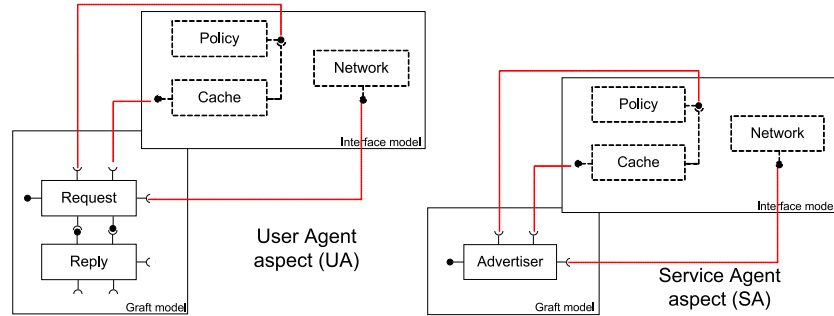 Policy
Network
Cache
Interface model
Request
Reply
User Agent
aspect (UA)
Graft model
Policy
Network
Cache
Interface model
Advertiser
Service Agent
aspect (SA)
Graft model